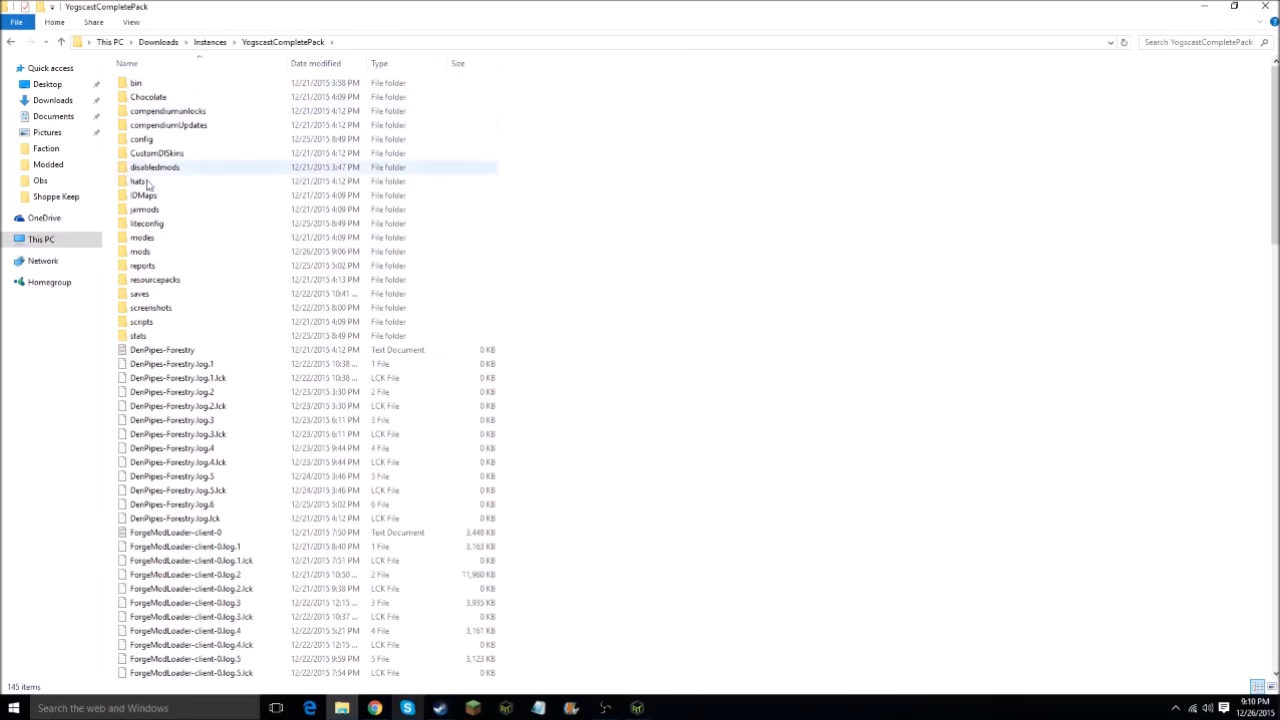 YogscastCompletePack
File Home Share View
This PC Downloads Instances YogscastCompletePack Search YogscastCompletePack
Name Date modified Type Size
Quick access
Desktop
Downloads
Documents
Pictures
Faction
Modded
Obs
Shoppe Keep
OneDrive
This PC
Network
Homegroup
bin 12/21/2015 3:58 PM File folder
Chocolate 12/21/2015 4:09 PM File folder
compendiumunlocks 12/21/2015 4:12 PM File folder
compendiumUpdates 12/21/2015 4:12 PM File folder
config 12/25/2015 8:49 PM File folder
CustomDISkins 12/21/2015 4:12 PM File folder
disabledmods 12/21/2015 3:47 PM File folder
hats 12/21/2015 4:12 PM File folder
IDMaps 12/21/2015 4:09 PM File folder
jarmods 12/21/2015 4:09 PM File folder
liteconfig 12/25/2015 8:49 PM File folder
modes 12/21/2015 4:09 PM File folder
mods 12/26/2015 9:06 PM File folder
reports 12/25/2015 5:02 PM File folder
resourcepacks 12/21/2015 4:13 PM File folder
saves 12/22/2015 10:41 ... File folder
screenshots 12/22/2015 8:00 PM File folder
scripts 12/21/2015 4:09 PM File folder
stats 12/25/2015 8:49 PM File folder
DenPipes-Forestry 12/21/2015 4:12 PM Text Document 0 KB
DenPipes-Forestry.log.1 12/22/2015 10:38 ... 1 File 0 KB
DenPipes-Forestry.log.1.lck 12/22/2015 10:38 ... LCK File 0 KB
DenPipes-Forestry.log.2 12/23/2015 3:30 PM 2 File 0 KB
DenPipes-Forestry.log.2.lck 12/23/2015 3:30 PM LCK File 0 KB
DenPipes-Forestry.log.3 12/23/2015 6:11 PM 3 File 0 KB
DenPipes-Forestry.log.3.lck 12/23/2015 6:11 PM LCK File 0 KB
DenPipes-Forestry.log.4 12/23/2015 9:44 PM 4 File 0 KB
DenPipes-Forestry.log.4.lck 12/23/2015 9:44 PM LCK File 0 KB
DenPipes-Forestry.log.5 12/24/2015 3:46 PM 5 File 0 KB
DenPipes-Forestry.log.5.lck 12/24/2015 3:46 PM LCK File 0 KB
DenPipes-Forestry.log.6 12/25/2015 5:02 PM 6 File 0 KB
DenPipes-Forestry.log.lck 12/21/2015 4:12 PM LCK File 0 KB
ForgeModLoader-client-0 12/21/2015 7:50 PM Text Document 3,448 KB
ForgeModLoader-client-0.log.1 12/21/2015 8:40 PM 1 File 3,163 KB
ForgeModLoader-client-0.log.1.lck 12/21/2015 7:51 PM LCK File 0 KB
ForgeModLoader-client-0.log.2 12/21/2015 10:50 ... 2 File 11,960 KB
ForgeModLoader-client-0.log.2.lck 12/21/2015 9:38 PM LCK File 0 KB
ForgeModLoader-client-0.log.3 12/22/2015 12:15 ... 3 File 3,935 KB
ForgeModLoader-client-0.log.3.lck 12/22/2015 10:37 ... LCK File 0 KB
ForgeModLoader-client-0.log.4 12/22/2015 5:21 PM 4 File 3,161 KB
ForgeModLoader-client-0.log.4.lck 12/22/2015 12:15 ... LCK File 0 KB
ForgeModLoader-client-0.log.5 12/22/2015 9:59 PM 5 File 3,123 KB
ForgeModLoader-client-0.log.5.lck 12/22/2015 7:54 PM LCK File 0 KB
145 items
Search the web and Windows
9:10 PM
12/26/2015